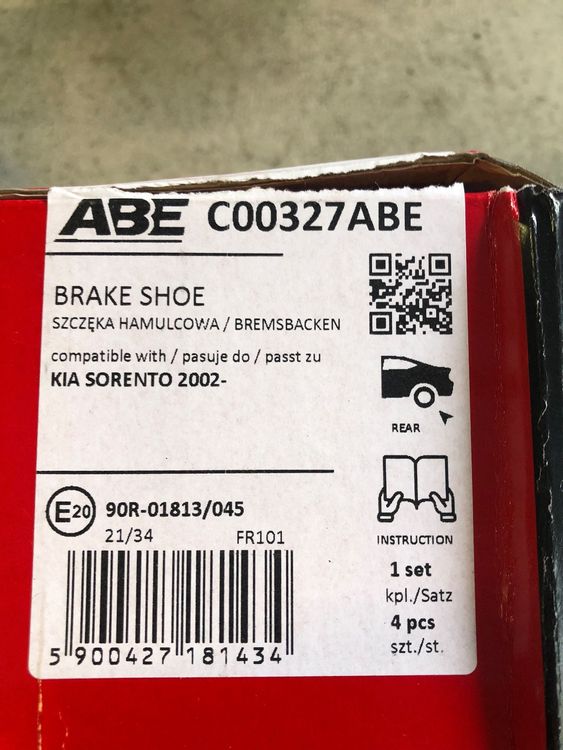 ABE C00327ABE
BRAKE SHOE
SZCZĘKA HAMULCOWA / BREMSBACKEN
compatible with / pasuje do / passt zu
KIA SORENTO 2002-
REAR
E20 90R-01813/045
21/34 FR101
INSTRUCTION
1 set
kpl./Satz
4 pcs
szt./st.
5 900427 181434